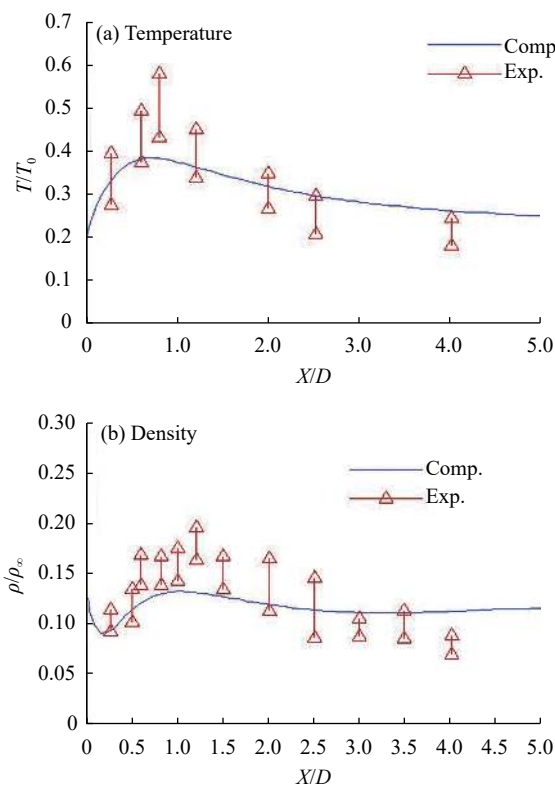 (a) Temperature
Comp
Exp.
0.7
0.6
0.5
0.4
0.3
0.2
0.1
0
T/T₀
0 1.0 2.0 3.0 4.0 5.0
X/D
(b) Density
Comp.
Exp.
0.30
0.25
0.20
0.15
0.10
0.05
0
ρ/ρ∞
0 0.5 1.0 1.5 2.0 2.5 3.0 3.5 4.0 4.5 5.0
X/D